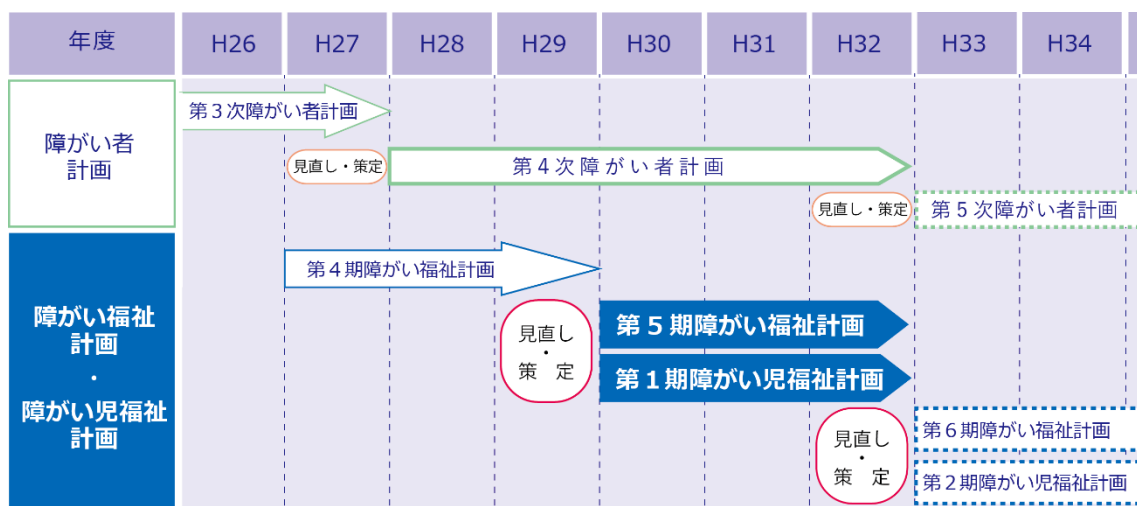 年度
H26
H27
H28
H29
H30
H31
H32
H33
H34
障がい者
計画
第３次障がい者計画
見直し・策定
第４次障がい者計画
見直し・策定
第５次障がい者計画
障がい福祉
計画
・
障がい児福祉
計画
第４期障がい福祉計画
見直し
・
策　定
第５期障がい福祉計画
第１期障がい児福祉計画
見直し
・
策　定
第６期障がい福祉計画
第２期障がい児福祉計画